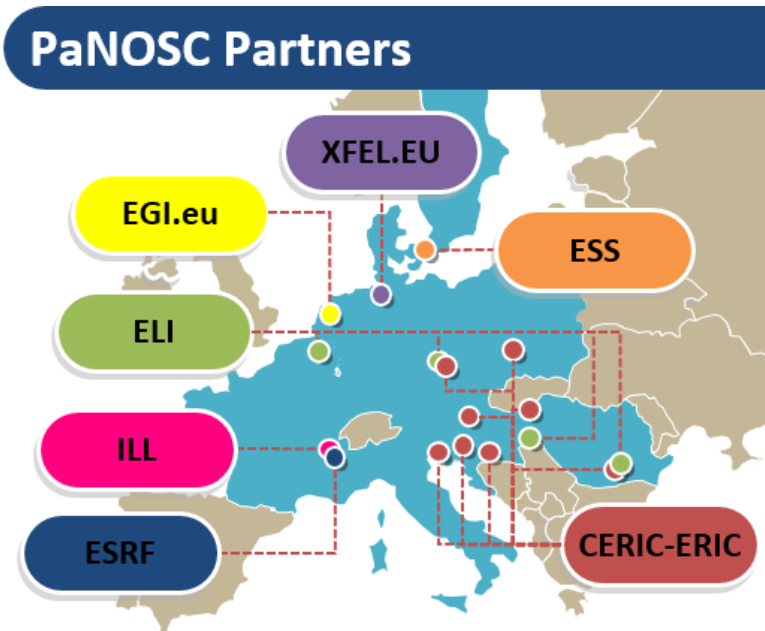 PaNOSC Partners
XFEL.EU
EGI.eu
ESS
ELI
ILL
ESRF
CERIC-ERIC